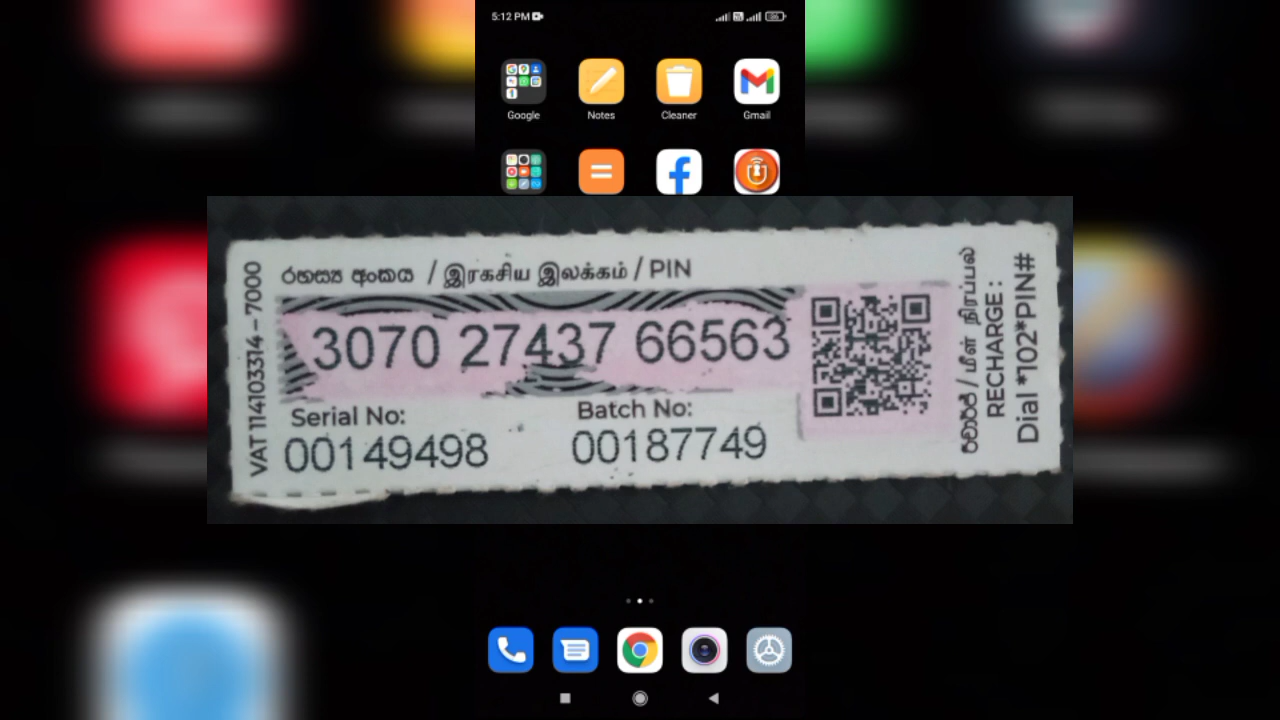 5:12 PM
Google Notes Cleaner Gmail
රහස්‍ය අංකය / இரகசிய இலக்கம் / PIN
3070 27437 66563
Serial No: Batch No:
00149498 00187749
VAT 114103314 – 7000
/ மீள் நிரப்பல்
RECHARGE :
Dial *102*PIN#